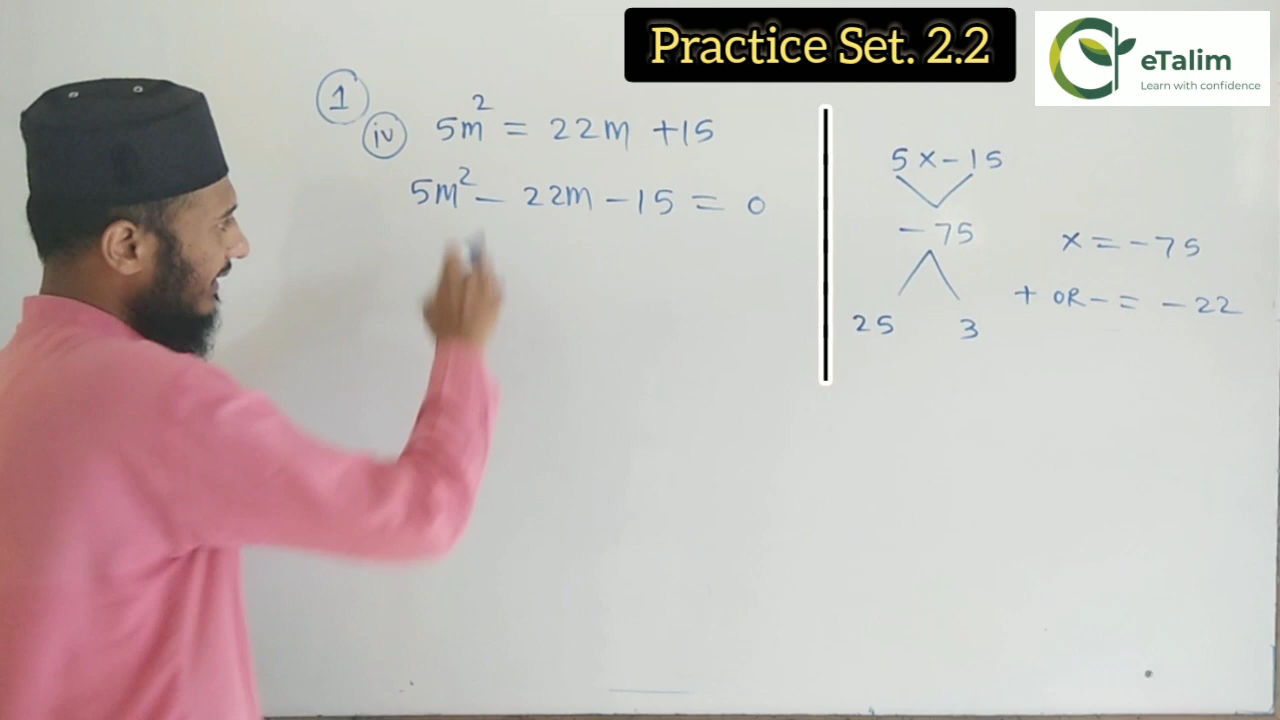 Practice Set. 2.2
eTalim
Learn with confidence
1
iv 5m² = 22m + 15
5m² - 22m - 15 = 0
5 x - 15
- 75
25 3
x = - 75
+ OR - = - 22